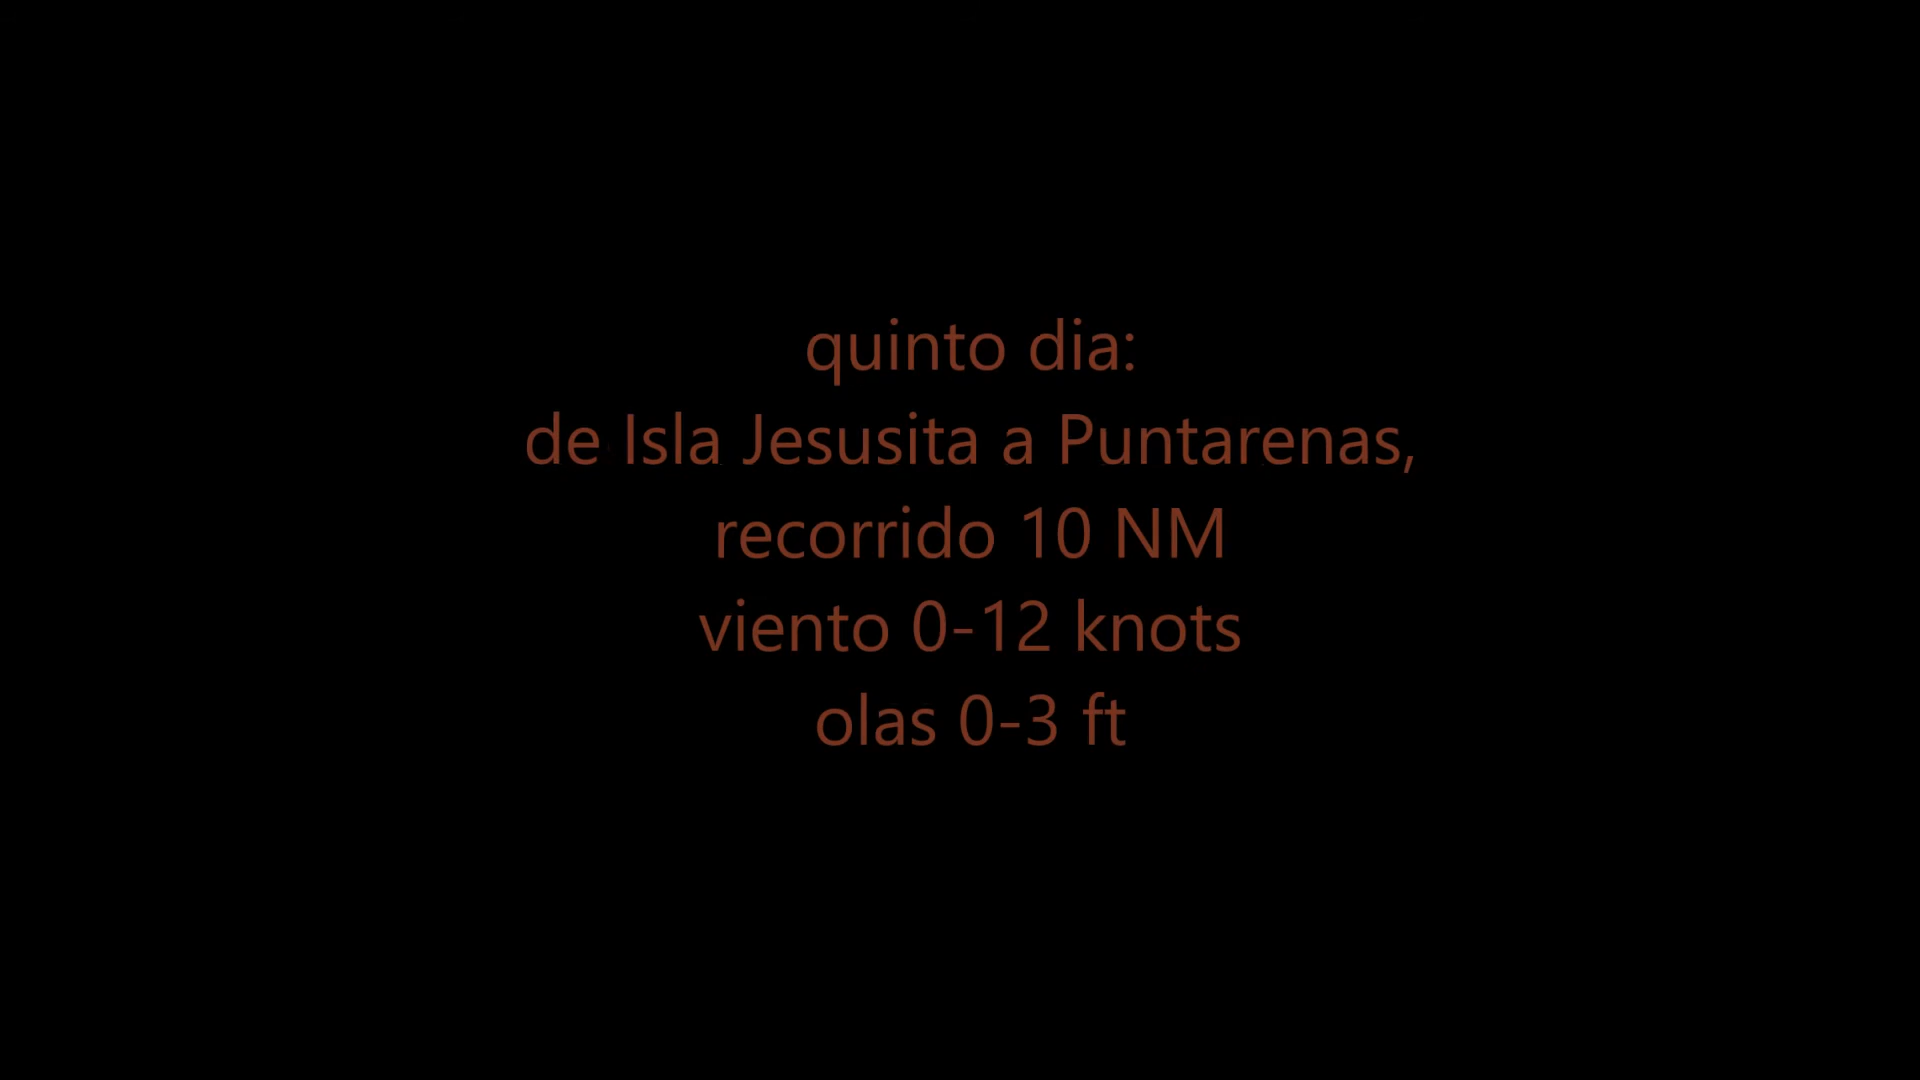 quinto dia:
de Isla Jesusita a Puntarenas,
recorrido 10 NM
viento 0-12 knots
olas 0-3 ft